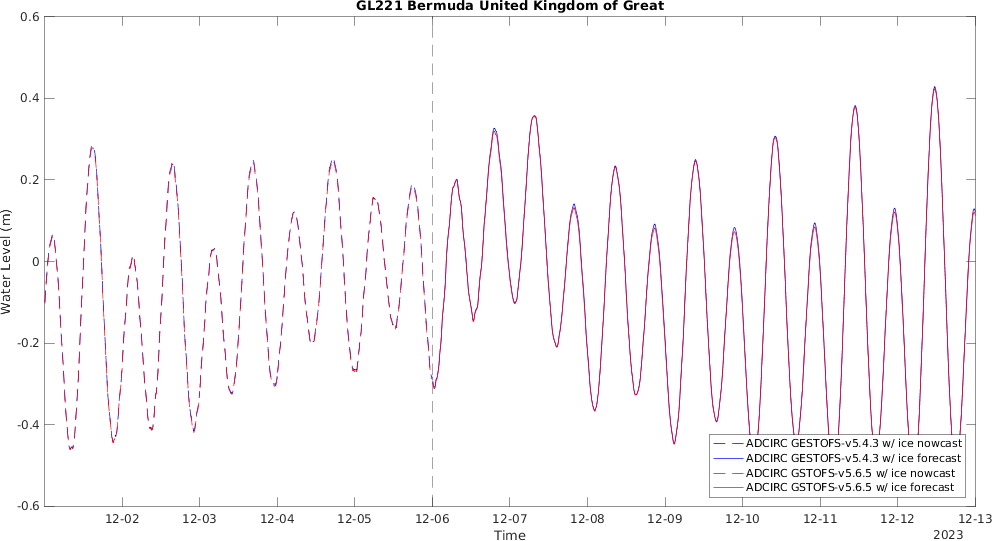 GL221 Bermuda United Kingdom of Great
0.6
0.4
0.2
0
-0.2
-0.4
-0.6
Water Level (m)
12-02 12-03 12-04 12-05 12-06 12-07 12-08 12-09 12-10 12-11 12-12 12-13
Time
2023
ADCIRC GESTOFS-v5.4.3 w/ ice nowcast
ADCIRC GESTOFS-v5.4.3 w/ ice forecast
ADCIRC GSTOFS-v5.6.5 w/ ice nowcast
ADCIRC GSTOFS-v5.6.5 w/ ice forecast